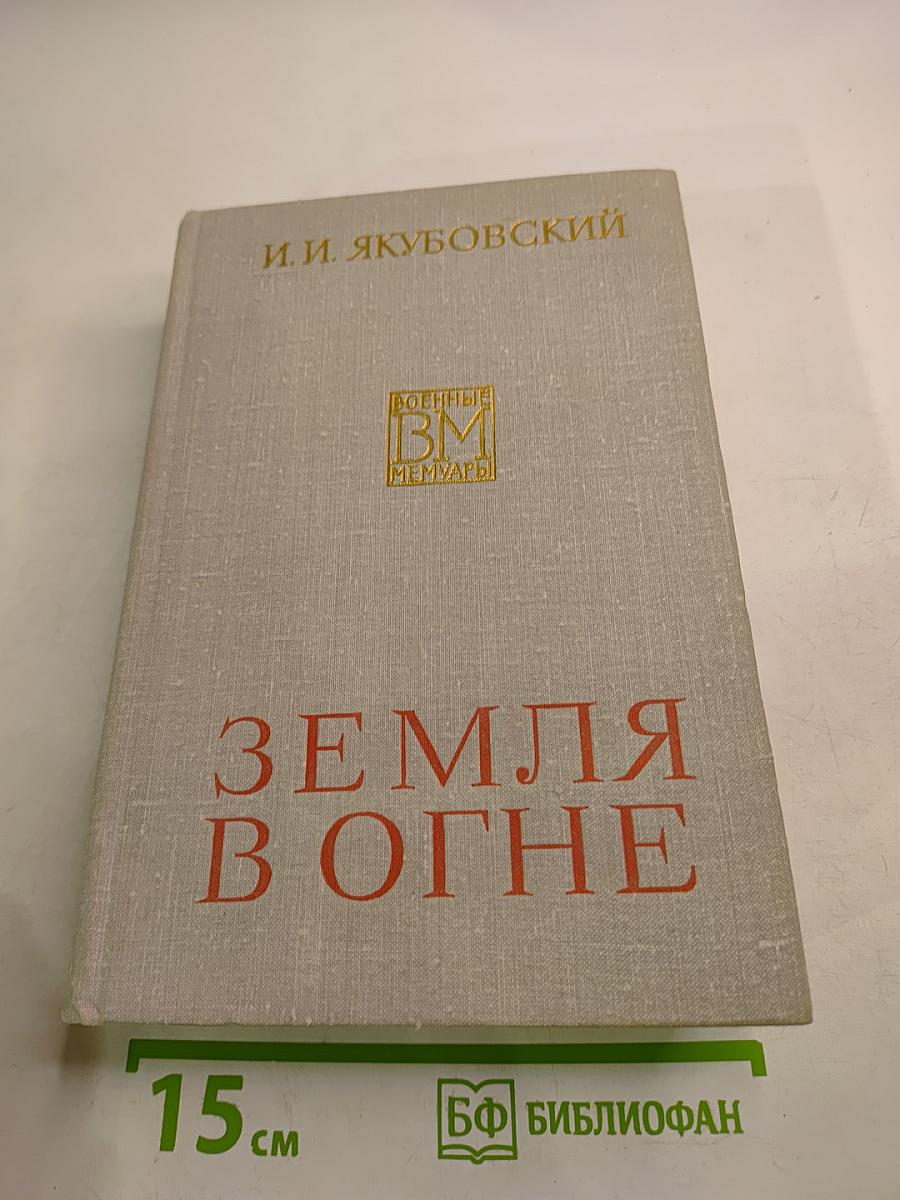 И. И. ЯКУБОВСКИЙ
ВОЕННЫЕ
ВМ
МЕМУАРЫ
ЗЕМЛЯ
В ОГНЕ
15 см
БФ БИБЛИОФАН